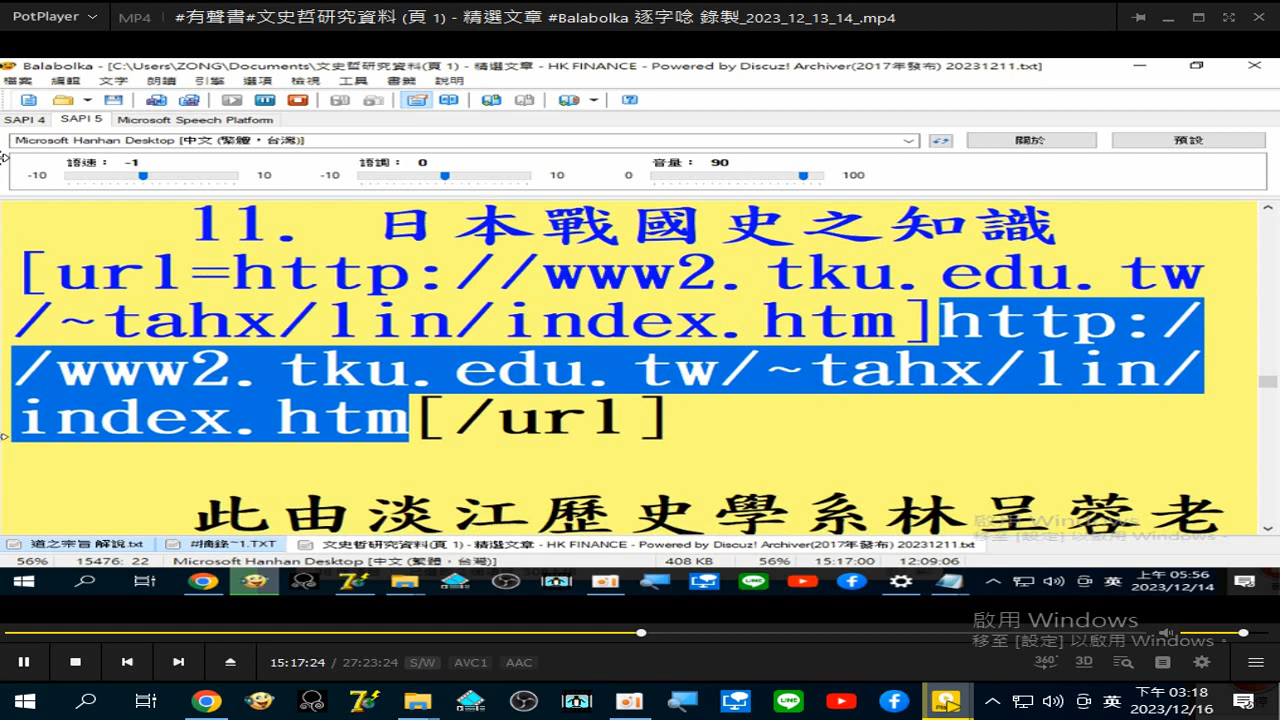 PotPlayer MP4 #有聲書#文史哲研究資料 (頁 1) - 精選文章 #Balabolka 逐字唸 錄製_2023_12_13_14_.mp4
Balabolka - [C:\Users\ZONG\Documents\文史哲研究資料(頁 1) - 精選文章 - HK FINANCE - Powered by Discuz! Archiver(2017年發布) 20231211.txt]
檔案 編輯 文字 朗讀 引擎 選項 檢視 工具 書籤 說明
SAPI 4 SAPI 5 Microsoft Speech Platform
Microsoft Hanhan Desktop [中文 (繁體，台灣)] 關於 預設
語速： -1 語調： 0 音量： 90
-10 10 -10 10 0 100
11. 日本戰國史之知識
[url=http://www2.tku.edu.tw
/~tahx/lin/index.htm]http:/
/www2.tku.edu.tw/~tahx/lin/
index.htm[/url]
此由淡江歷史學系林呈蓉老
啟用 Windows
移至 [設定] 以啟用 Windows。
道之宗旨 解說.txt #摘錄~1.TXT 文史哲研究資料(頁 1) - 精選文章 - HK FINANCE - Powered by Discuz! Archiver(2017年發布) 20231211.txt
56% 15476: 22 Microsoft Hanhan Desktop [中文 (繁體，台灣)] 408 KB 56% 15:17:00 12:09:06
英 上午 05:56
2023/12/14
啟用 Windows
移至 [設定] 以啟用 Windows。
15:17:24 / 27:23:24 S/W AVC1 AAC 360° 3D
英 下午 03:18
2023/12/16